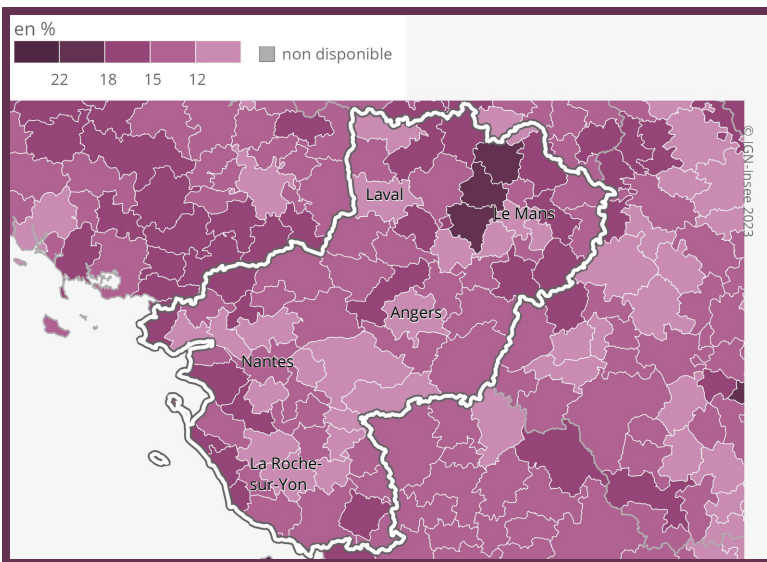 en %
non disponible
22 18 15 12
© IGN-Insee 2023
Laval
Le Mans
Angers
Nantes
La Roche-
sur-Yon